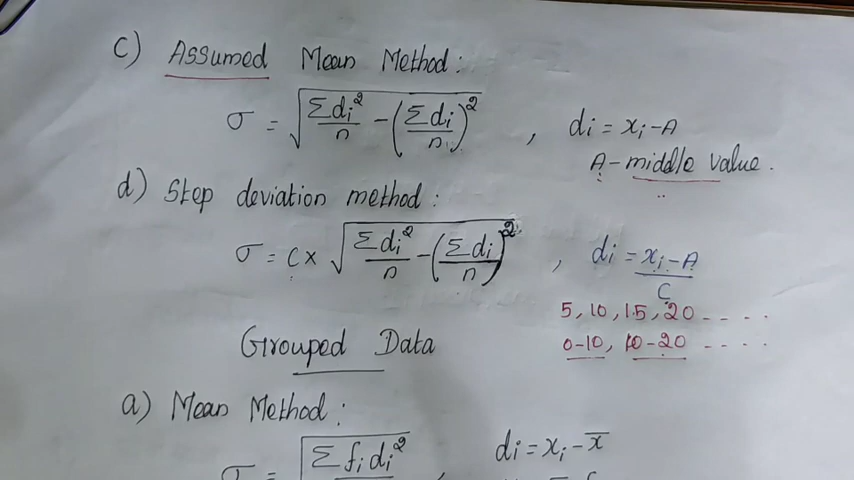 c) Assumed Mean Method:
σ = √(Σdi²/n - (Σdi/n)²) , di = xi - A
A - middle value.
d) Step deviation method:
σ = C × √(Σdi²/n - (Σdi/n)²) , di = (xi - A)/C
5, 10, 15, 20 ....
0-10, 10-20 ....
Grouped Data
a) Mean Method:
σ = √(Σfidi² , di = xi - x̄